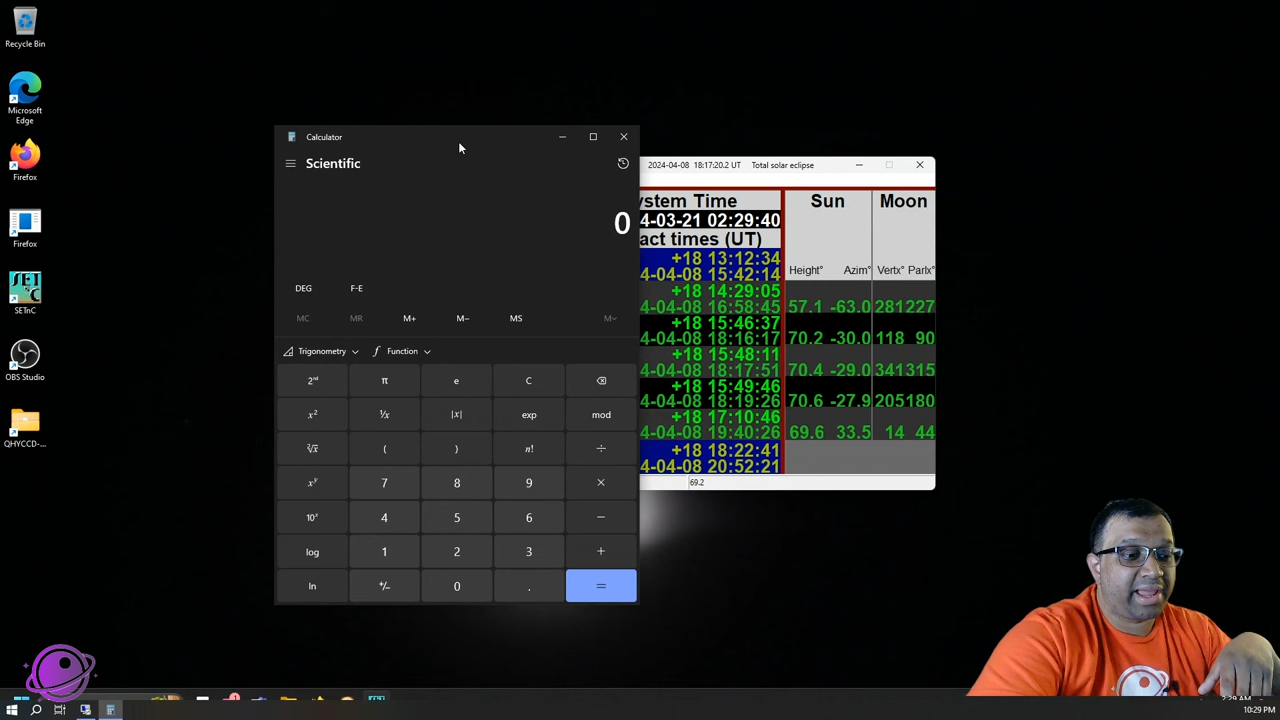 Recycle Bin
Microsoft
Edge
Firefox
Firefox
SETnC
OBS Studio
QHYCCD-...
Calculator
Scientific
0
DEG
F-E
MC
MR
M+
M−
MS
M˅
Trigonometry
Function
2ⁿᵈ
π
e
C
x²
¹/x
|x|
exp
mod
²√x
(
)
n!
÷
xʸ
7
8
9
×
10ˣ
4
5
6
−
log
1
2
3
+
ln
+/−
0
.
=
2024-04-08 18:17:20.2 UT Total solar eclipse
ystem Time
Sun
Moon
4-03-21 02:29:40
act times (UT)
Height° Azim° Vertx° Parlx°
+18 13:12:34
4-04-08 15:42:14
+18 14:29:05
4-04-08 16:58:45 57.1 -63.0 281 227
+18 15:46:37
4-04-08 18:16:17 70.2 -30.0 118 90
+18 15:48:11
4-04-08 18:17:51 70.4 -29.0 341 315
+18 15:49:46
4-04-08 18:19:26 70.6 -27.9 205 180
+18 17:10:46
4-04-08 19:40:26 69.6 33.5 14 44
+18 18:22:41
4-04-08 20:52:21
69.2
10:29 PM